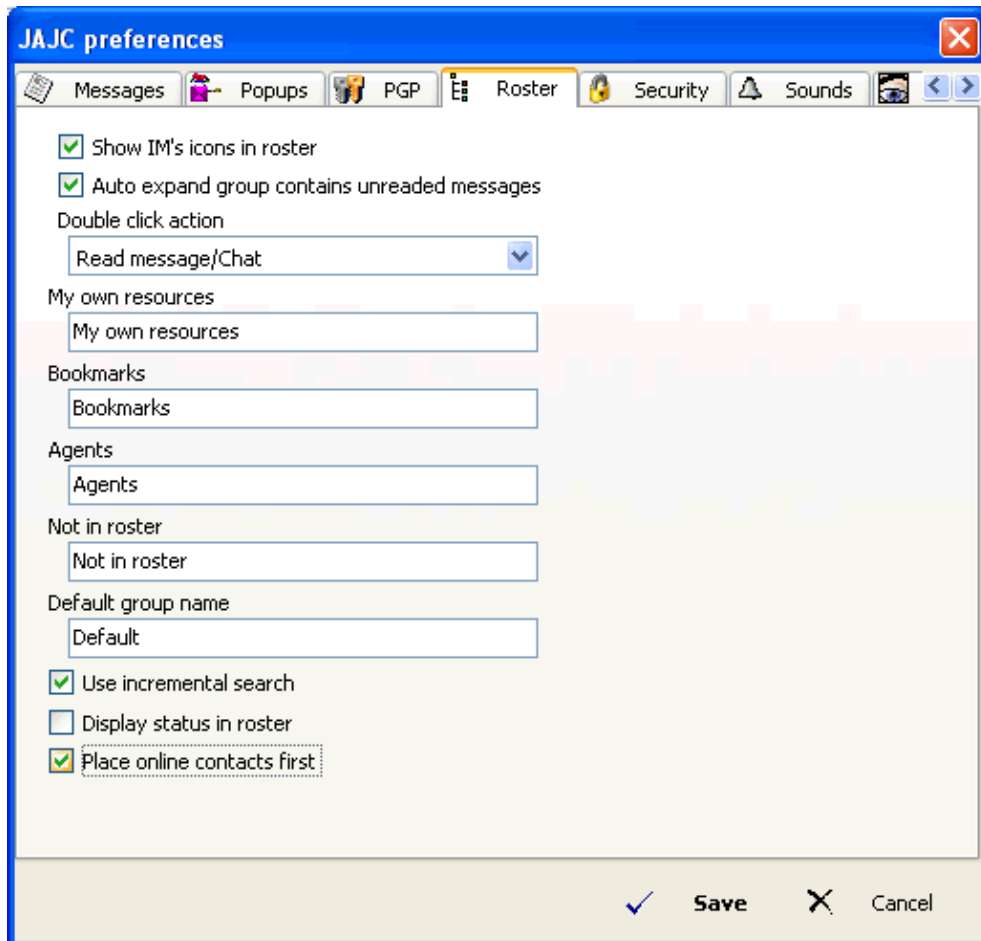 JAJC preferences
Messages Popups PGP Roster Security Sounds
Show IM's icons in roster
Auto expand group contains unreaded messages
Double click action
Read message/Chat
My own resources
My own resources
Bookmarks
Bookmarks
Agents
Agents
Not in roster
Not in roster
Default group name
Default
Use incremental search
Display status in roster
Place online contacts first
Save Cancel